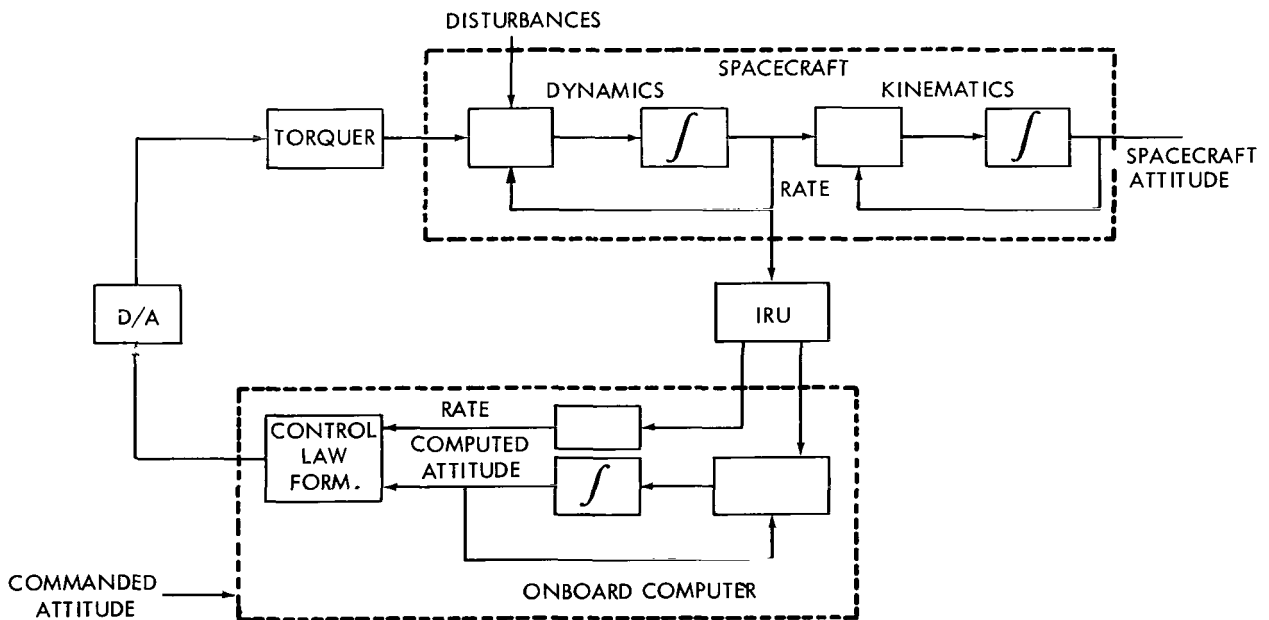 DISTURBANCES
SPACECRAFT
DYNAMICS
KINEMATICS
TORQUER
∫
∫
SPACECRAFT
ATTITUDE
RATE
D/A
IRU
RATE
CONTROL
LAW
FORM.
COMPUTED
ATTITUDE
∫
COMMANDED
ATTITUDE
ONBOARD COMPUTER